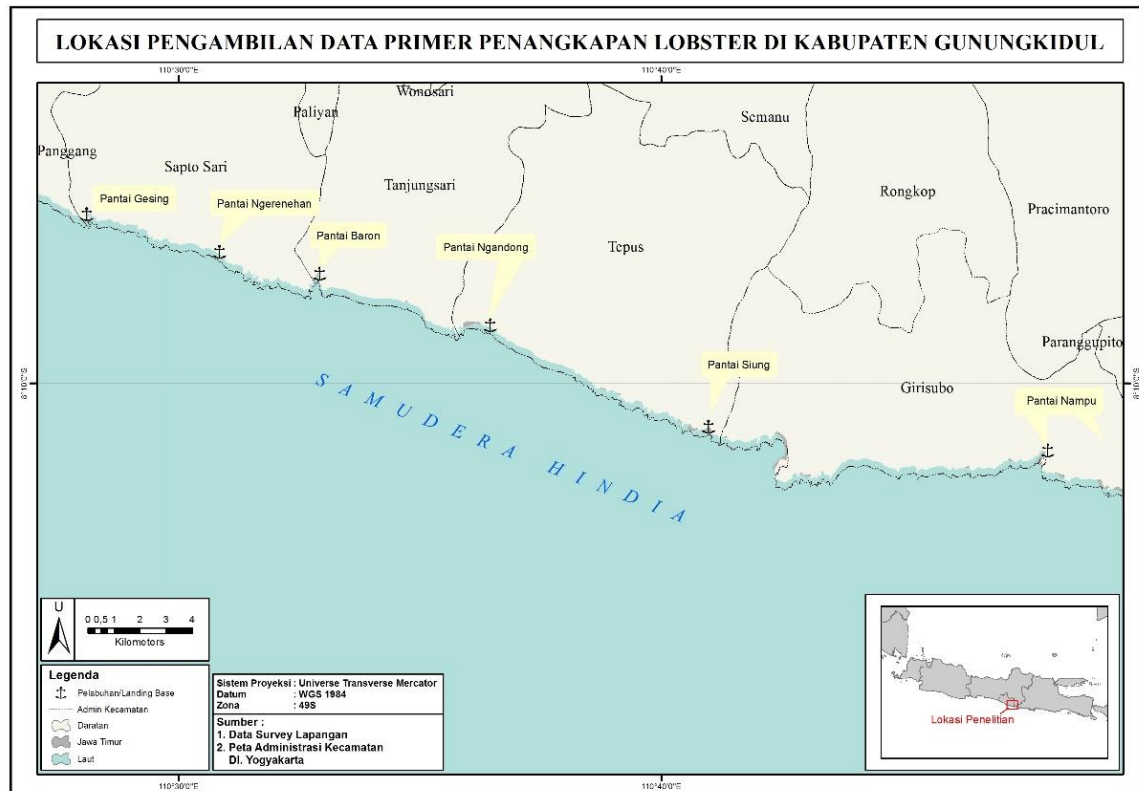 LOKASI PENGAMBILAN DATA PRIMER PENANGKAPAN LOBSTER DI KABUPATEN GUNUNGKIDUL
110°30'0"E
110°40'0"E
Wonosari
Paliyan
Semanu
Panggang
Sapto Sari
Tanjungsari
Rongkop
Pracimantoro
Pantai Gesing
Pantai Ngerenehan
Pantai Baron
Pantai Ngandong
Tepus
Paranggupito
Pantai Siung
Girisubo
Pantai Nampu
8°10'0"S
8°10'0"S
SAMUDERA HINDIA
U
0 0,5 1 2 3 4
Kilometers
Legenda
Pelabuhan/Landing Base
Admin Kecamatan
Daratan
Jawa Timur
Laut
Sistem Proyeksi : Universe Transverse Mercator
Datum : WGS 1984
Zona : 49S
Sumber :
1. Data Survey Lapangan
2. Peta Administrasi Kecamatan
DI. Yogyakarta
Lokasi Penelitian
110°30'0"E
110°40'0"E